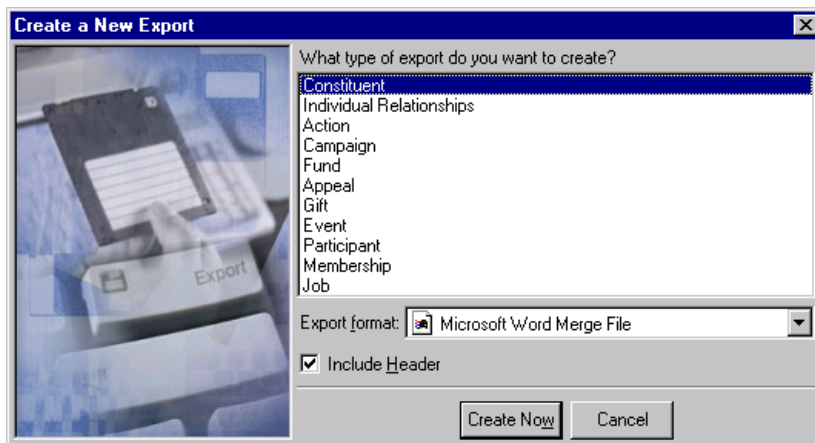 Create a New Export
What type of export do you want to create?
Constituent
Individual Relationships
Action
Campaign
Fund
Appeal
Gift
Event
Participant
Membership
Job
Export
Export format: Microsoft Word Merge File
Include Header
Create Now Cancel